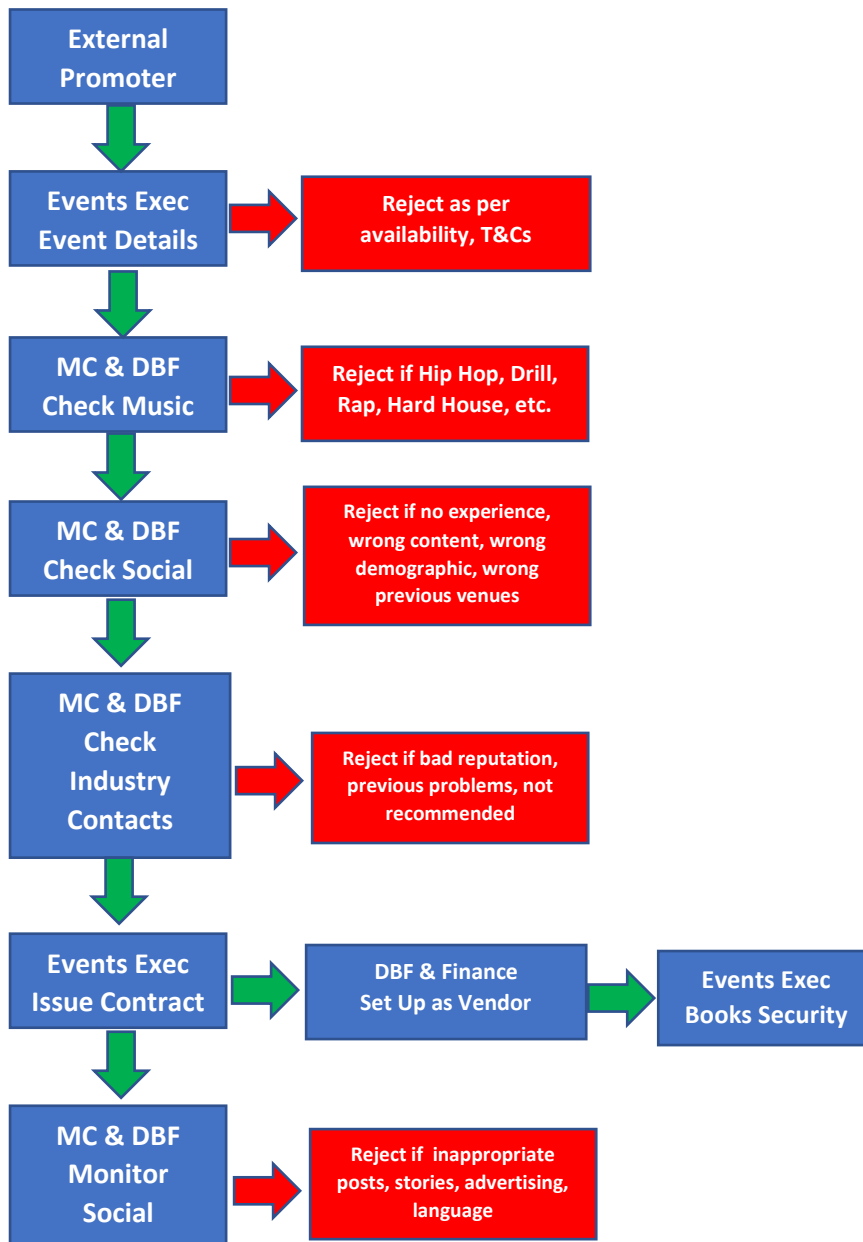 External
Promoter
Events Exec
Event Details
Reject as per
availability, T&Cs
MC & DBF
Check Music
Reject if Hip Hop, Drill,
Rap, Hard House, etc.
MC & DBF
Check Social
Reject if no experience,
wrong content, wrong
demographic, wrong
previous venues
MC & DBF
Check
Industry
Contacts
Reject if bad reputation,
previous problems, not
recommended
Events Exec
Issue Contract
DBF & Finance
Set Up as Vendor
Events Exec
Books Security
MC & DBF
Monitor
Social
Reject if inappropriate
posts, stories, advertising,
language